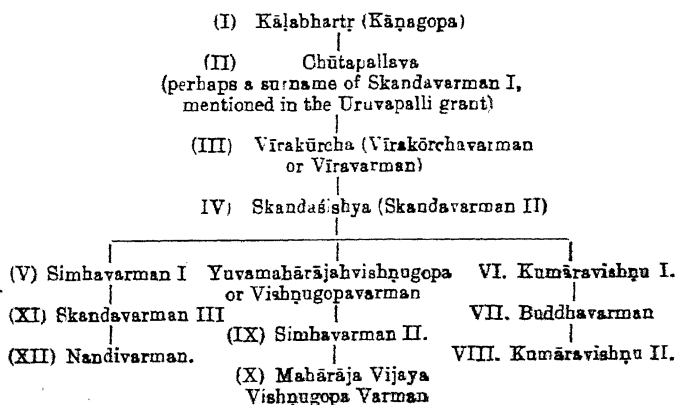 (I) Kāḷabhartṛ (Kāṇagopa)
(II) Chūtapallava
(perhaps a surname of Skandavarman I,
mentioned in the Uruvapalli grant)
(III) Vīrakūrcha (Vīrakōrchavarman
or Vīravarman)
IV) Skandaśishya (Skandavarman II)
(V) Simhavarman I Yuvamahārājahvishṇugopa VI. Kumāravishṇu I.
or Vishṇugopavarman
(XI) Skandavarman III VII. Buddhavarman
(IX) Simhavarman II.
(XII) Nandivarman. VIII. Kumāravishṇu II.
(X) Mahārāja Vijaya
Vishṇugopa Varman